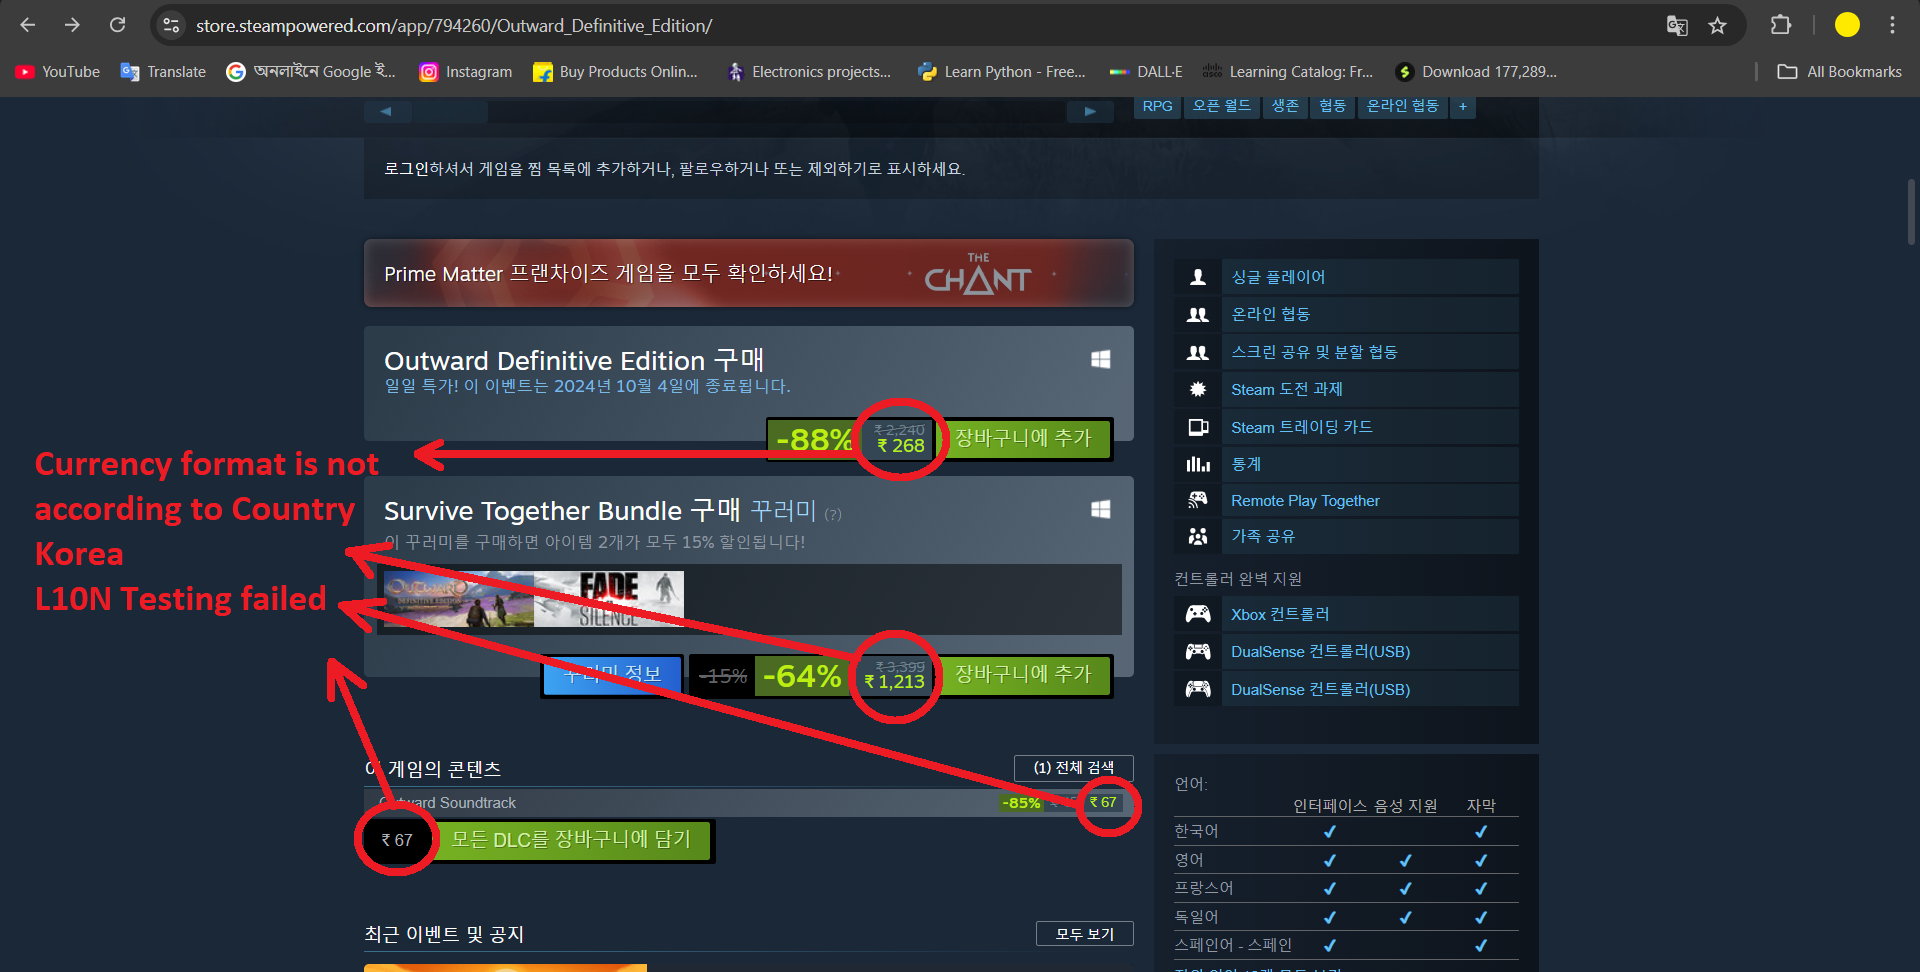 store.steampowered.com/app/794260/Outward_Definitive_Edition/
YouTube
Translate
অনলাইনে Google ই...
Instagram
Buy Products Onlin...
Electronics projects...
Learn Python - Free...
DALL·E
Learning Catalog: Fr...
Download 177,289...
All Bookmarks
RPG
오픈 월드
생존
협동
온라인 협동
+
로그인하셔서 게임을 찜 목록에 추가하거나, 팔로우하거나 또는 제외하기로 표시하세요.
Prime Matter 프랜차이즈 게임을 모두 확인하세요!
THE
CHANT
Outward Definitive Edition 구매
일일 특가! 이 이벤트는 2024년 10월 4일에 종료됩니다.
-88%
₹ 2,240
₹ 268
장바구니에 추가
Currency format is not
according to Country
Korea
L10N Testing failed
Survive Together Bundle 구매 꾸러미 (?)
이 꾸러미를 구매하면 아이템 2개가 모두 15% 할인됩니다!
OUTWARD
DEFINITIVE EDITION
FADE
TO
SILENCE
꾸러미 정보
-15%
-64%
₹ 3,399
₹ 1,213
장바구니에 추가
이 게임의 콘텐츠
(1) 전체 검색
Outward Soundtrack
-85%
₹ 67
₹ 67
모든 DLC를 장바구니에 담기
최근 이벤트 및 공지
모두 보기
싱글 플레이어
온라인 협동
스크린 공유 및 분할 협동
Steam 도전 과제
Steam 트레이딩 카드
통계
Remote Play Together
가족 공유
컨트롤러 완벽 지원
Xbox 컨트롤러
DualSense 컨트롤러(USB)
DualSense 컨트롤러(USB)
언어:
인터페이스 음성 지원 자막
한국어
영어
프랑스어
독일어
스페인어 - 스페인